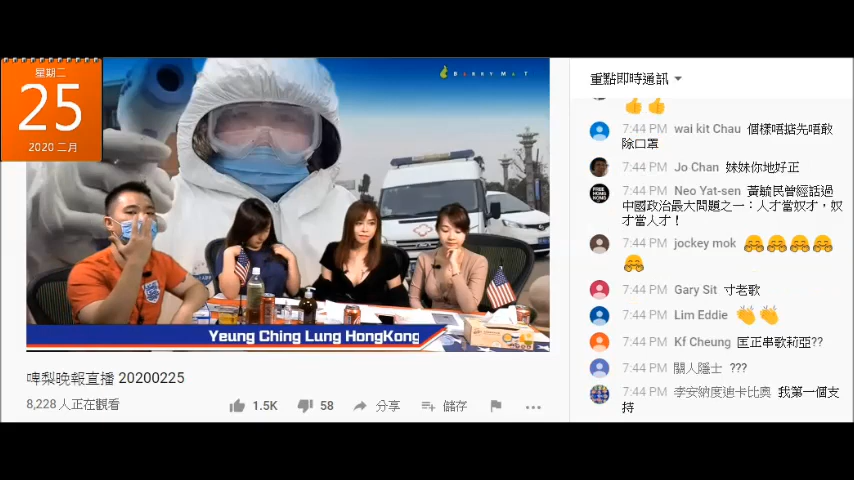 星期二
25
2020 二月
BARRYMAT
Yeung Ching Lung HongKong
啤梨晚報直播 20200225
8,228 人正在觀看
1.5K
58
分享
儲存
重點即時通訊
7:44 PM wai kit Chau 個樣唔掂先唔敢
除口罩
7:44 PM Jo Chan 妹妹你地好正
FREE
HONG
KONG
7:44 PM Neo Yat-sen 黃毓民曾經話過
中國政治最大問題之一：人才當奴才，奴
才當人才！
7:44 PM jockey mok
7:44 PM Gary Sit 寸老歌
7:44 PM Lim Eddie
7:44 PM Kf Cheung 匡正串歌莉亞??
7:44 PM 關人隱士 ???
7:44 PM 李安納度迪卡比奧 我第一個支
持